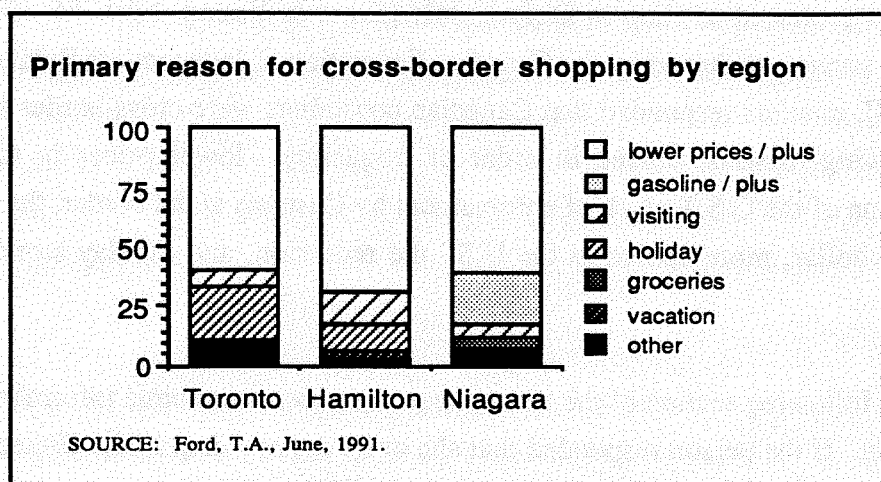 Primary reason for cross-border shopping by region
100
75
50
25
0
Toronto Hamilton Niagara
lower prices / plus
gasoline / plus
visiting
holiday
groceries
vacation
other
SOURCE: Ford, T.A., June, 1991.